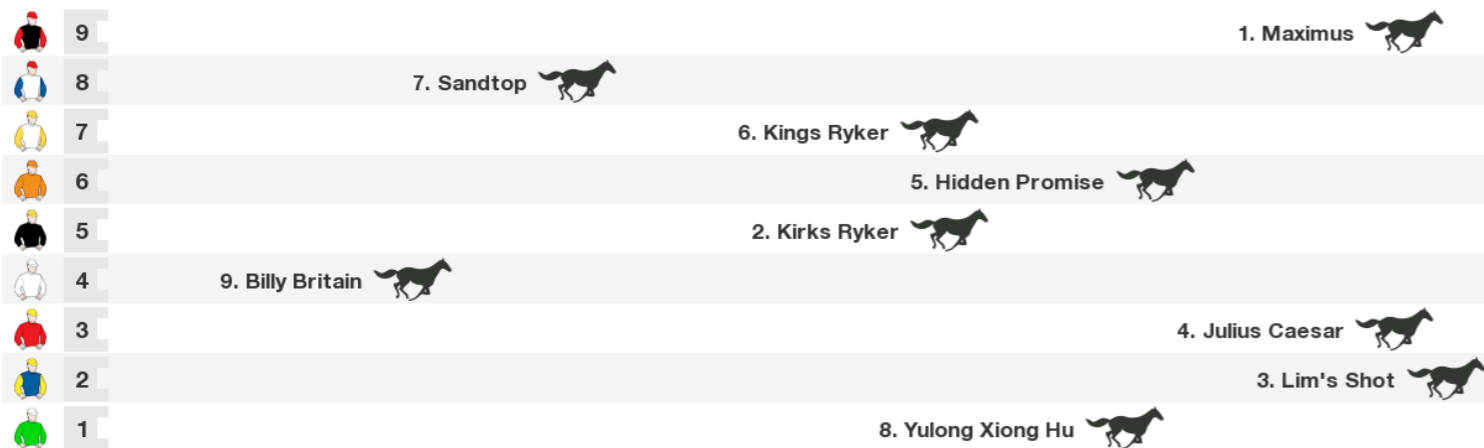 9 1. Maximus
8 7. Sandtop
7 6. Kings Ryker
6 5. Hidden Promise
5 2. Kirks Ryker
4 9. Billy Britain
3 4. Julius Caesar
2 3. Lim's Shot
1 8. Yulong Xiong Hu